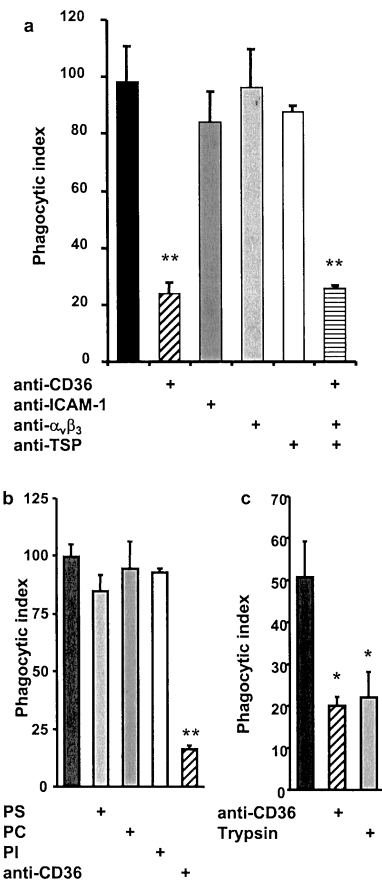 a
120
100
80
60
40
20
0
Phagocytic index
**
**
anti-CD36 + +
anti-ICAM-1 +
anti-αvβ3 + +
anti-TSP + +
b
125
100
75
50
25
0
Phagocytic index
**
PS +
PC +
PI +
anti-CD36 +
c
70
60
50
40
30
20
10
0
Phagocytic index
*
*
anti-CD36 +
Trypsin +